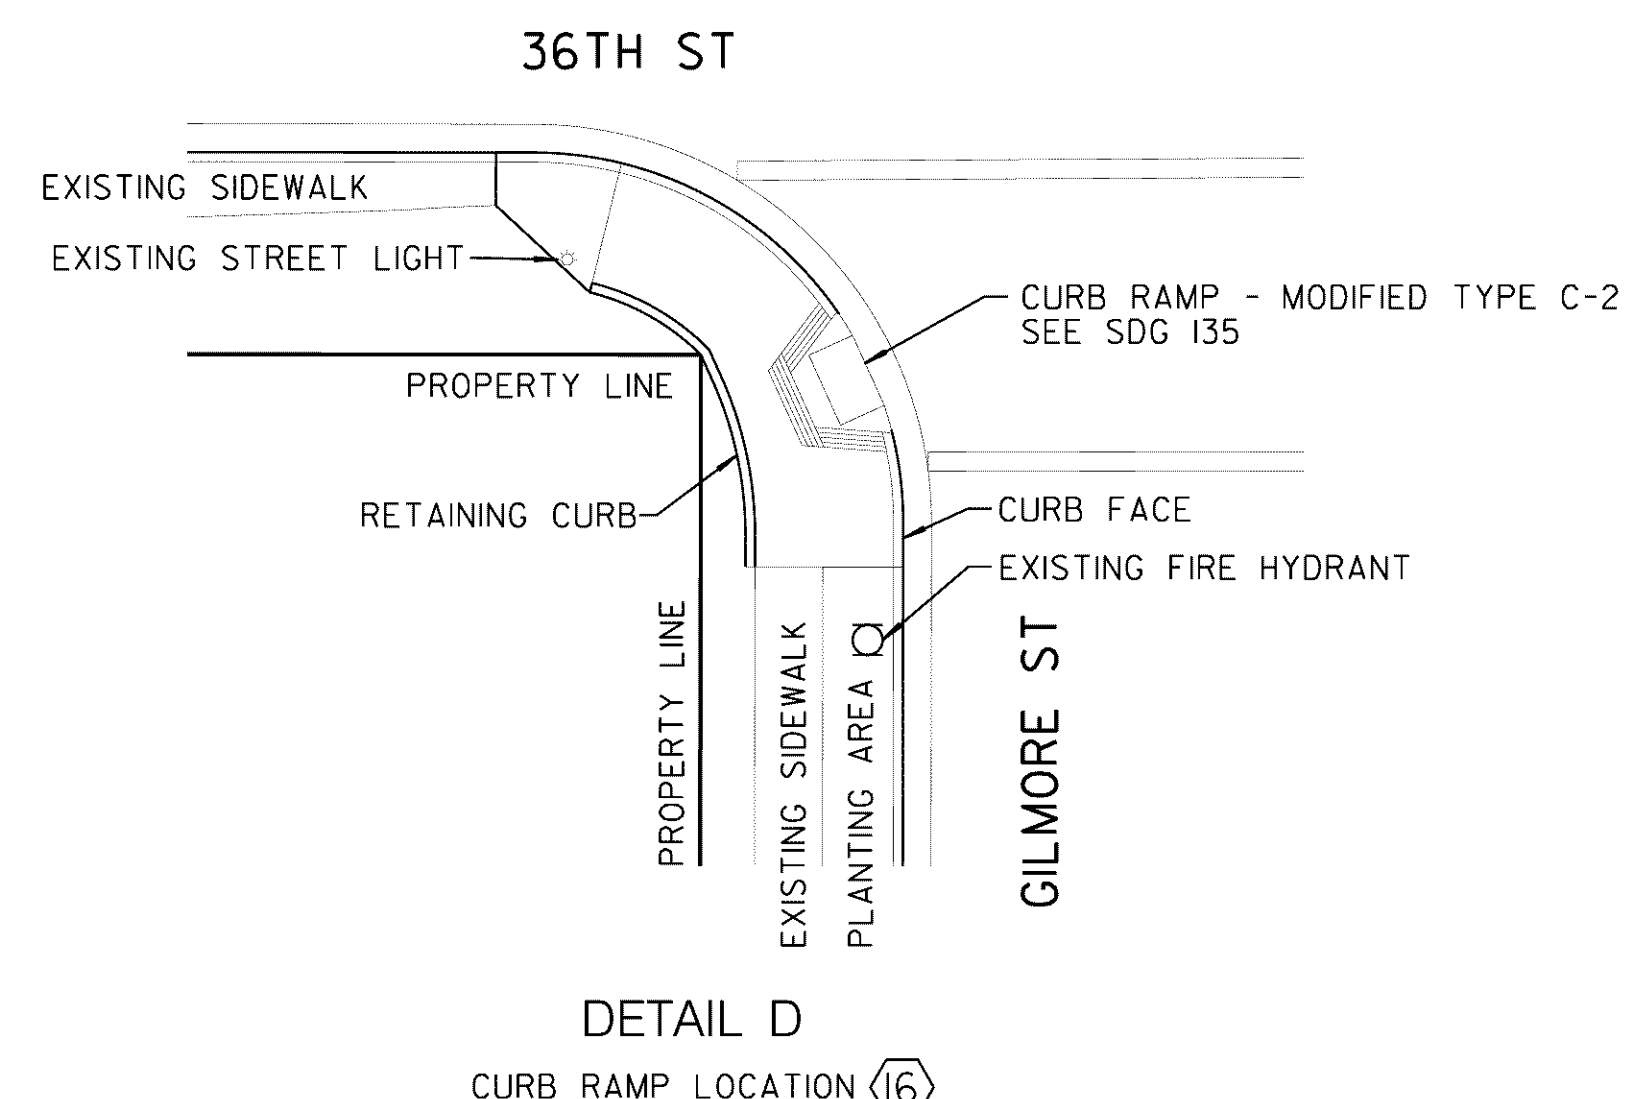 36TH ST
EXISTING SIDEWALK
EXISTING STREET LIGHT
CURB RAMP - MODIFIED TYPE C-2
SEE SDG 135
PROPERTY LINE
RETAINING CURB
CURB FACE
EXISTING FIRE HYDRANT
PROPERTY LINE
EXISTING SIDEWALK
PLANTING AREA
GILMORE ST
DETAIL D
CURB RAMP LOCATION 16